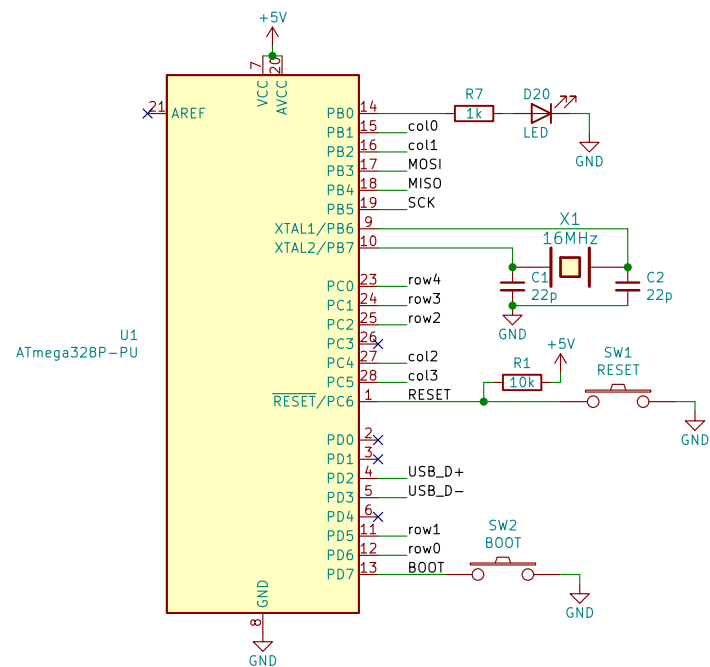 +5V
7
20
VCC
AVCC
21
AREF
PB0
14
R7
1k
D20
LED
GND
PB1
15
col0
PB2
16
col1
PB3
17
MOSI
PB4
18
MISO
PB5
19
SCK
XTAL1/PB6
9
XTAL2/PB7
10
X1
16MHz
C1
22p
C2
22p
GND
PC0
23
row4
PC1
24
row3
PC2
25
row2
PC3
26
PC4
27
col2
PC5
28
col3
RESET/PC6
1
RESET
U1
ATmega328P-PU
R1
10k
+5V
SW1
RESET
GND
PD0
2
PD1
3
PD2
4
USB_D+
PD3
5
USB_D-
PD4
6
PD5
11
row1
PD6
12
row0
PD7
13
BOOT
SW2
BOOT
GND
GND
8
GND